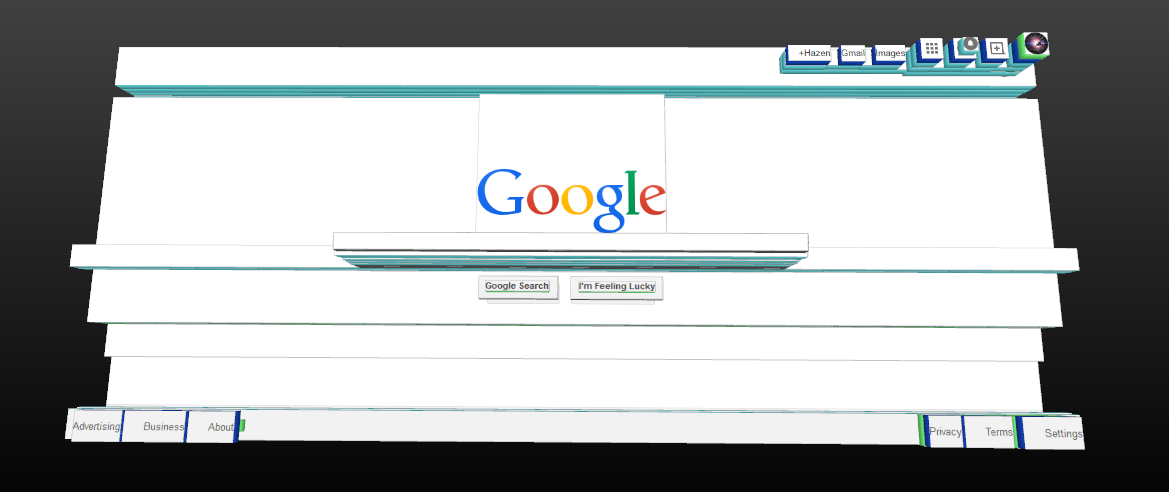 +Hazen Gmail Images
Google
Google Search I'm Feeling Lucky
Advertising Business About Privacy Terms Settings